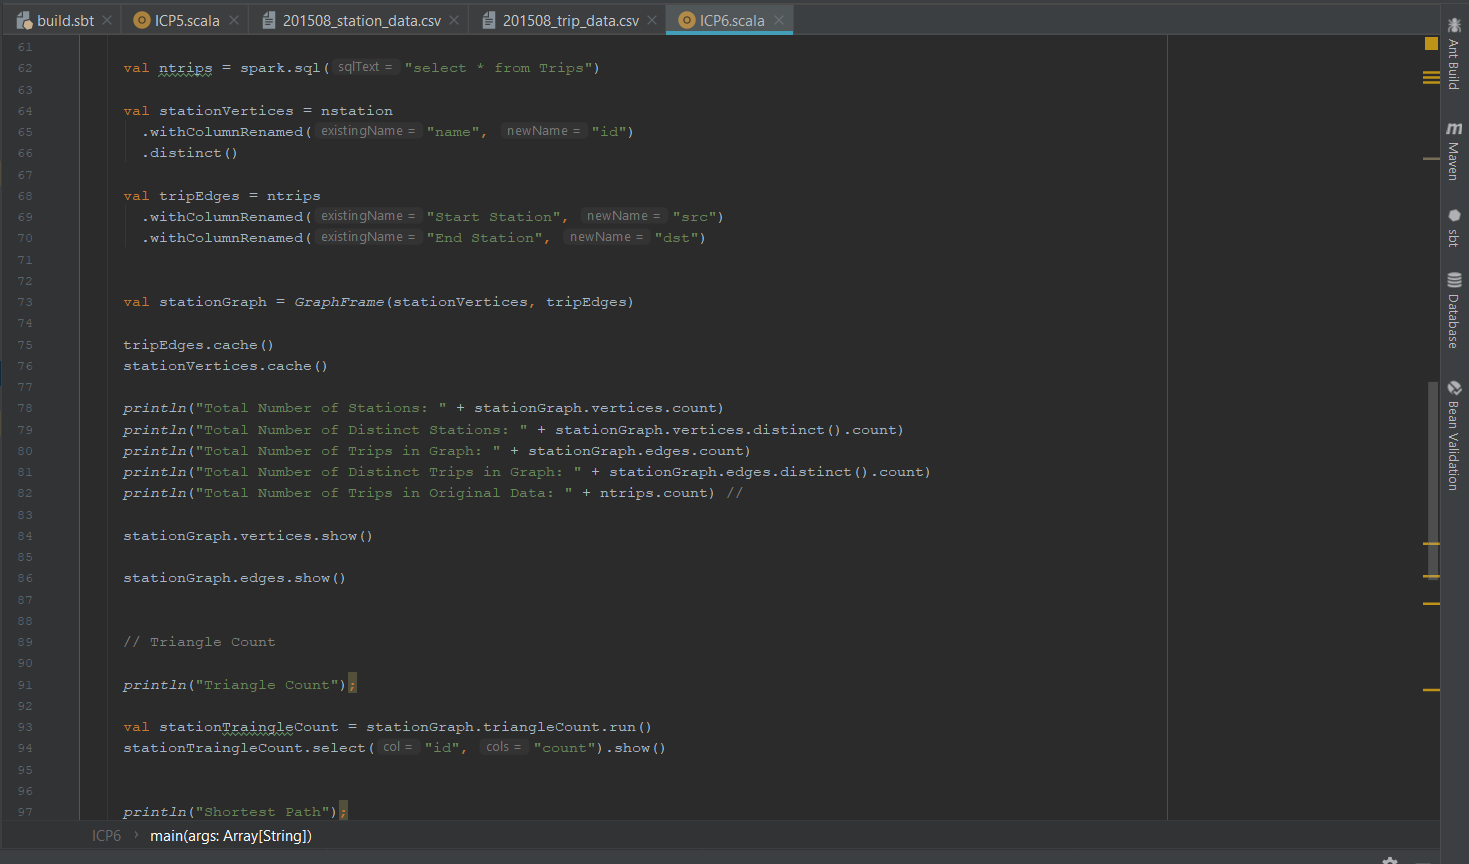 build.sbt ICP5.scala 201508_station_data.csv 201508_trip_data.csv ICP6.scala
61
62 val ntrips = spark.sql( sqlText = "select * from Trips")
63
64 val stationVertices = nstation
65 .withColumnRenamed( existingName = "name", newName = "id")
66 .distinct()
67
68 val tripEdges = ntrips
69 .withColumnRenamed( existingName = "Start Station", newName = "src")
70 .withColumnRenamed( existingName = "End Station", newName = "dst")
71
72
73 val stationGraph = GraphFrame(stationVertices, tripEdges)
74
75 tripEdges.cache()
76 stationVertices.cache()
77
78 println("Total Number of Stations: " + stationGraph.vertices.count)
79 println("Total Number of Distinct Stations: " + stationGraph.vertices.distinct().count)
80 println("Total Number of Trips in Graph: " + stationGraph.edges.count)
81 println("Total Number of Distinct Trips in Graph: " + stationGraph.edges.distinct().count)
82 println("Total Number of Trips in Original Data: " + ntrips.count) //
83
84 stationGraph.vertices.show()
85
86 stationGraph.edges.show()
87
88
89 // Triangle Count
90
91 println("Triangle Count");
92
93 val stationTraingleCount = stationGraph.triangleCount.run()
94 stationTraingleCount.select( col = "id", cols = "count").show()
95
96
97 println("Shortest Path");
ICP6 › main(args: Array[String])
Ant Build
m Maven
sbt
Database
Bean Validation